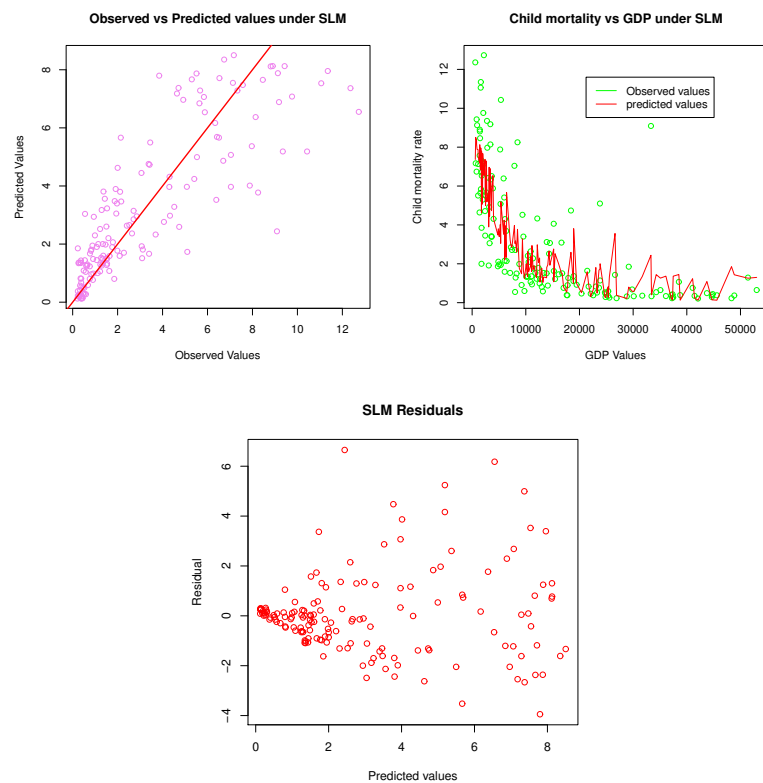 Observed vs Predicted values under SLM
Predicted Values
8
6
4
2
0
0 2 4 6 8 10 12
Observed Values
Child mortality vs GDP under SLM
Child mortality rate
12
10
8
6
4
2
0
Observed values
predicted values
0 10000 20000 30000 40000 50000
GDP Values
SLM Residuals
Residual
6
4
2
0
−2
−4
0 2 4 6 8
Predicted values